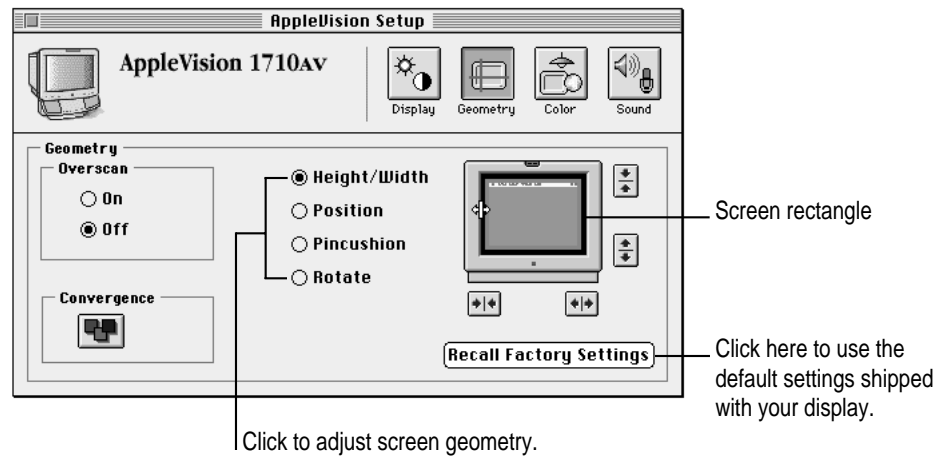 AppleVision Setup
AppleVision 1710AV
Display
Geometry
Color
Sound
Geometry
Overscan
On
Off
Convergence
Height/Width
Position
Pincushion
Rotate
Recall Factory Settings
Screen rectangle
Click here to use the
default settings shipped
with your display.
Click to adjust screen geometry.